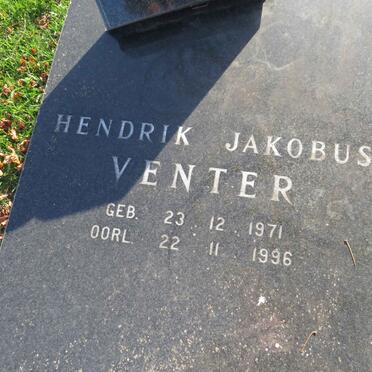 HENDRIK JAKOBUS
VENTER
GEB. 23.12.1971
OORL. 22.11.1996